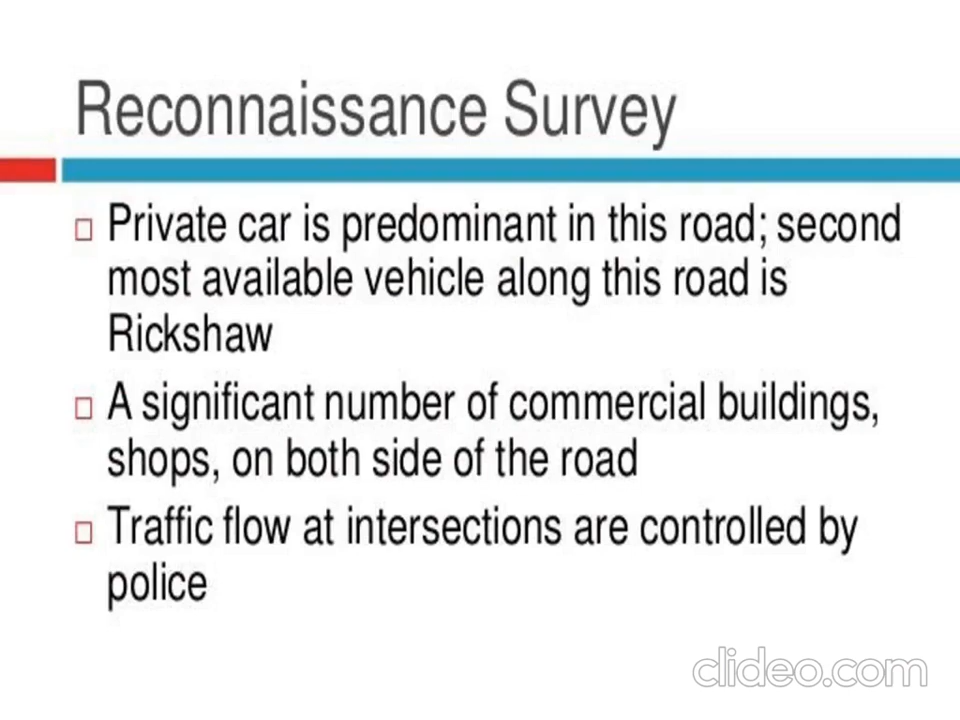 Reconnaissance Survey
Private car is predominant in this road; second
most available vehicle along this road is
Rickshaw
A significant number of commercial buildings,
shops, on both side of the road
Traffic flow at intersections are controlled by
police
clideo.com